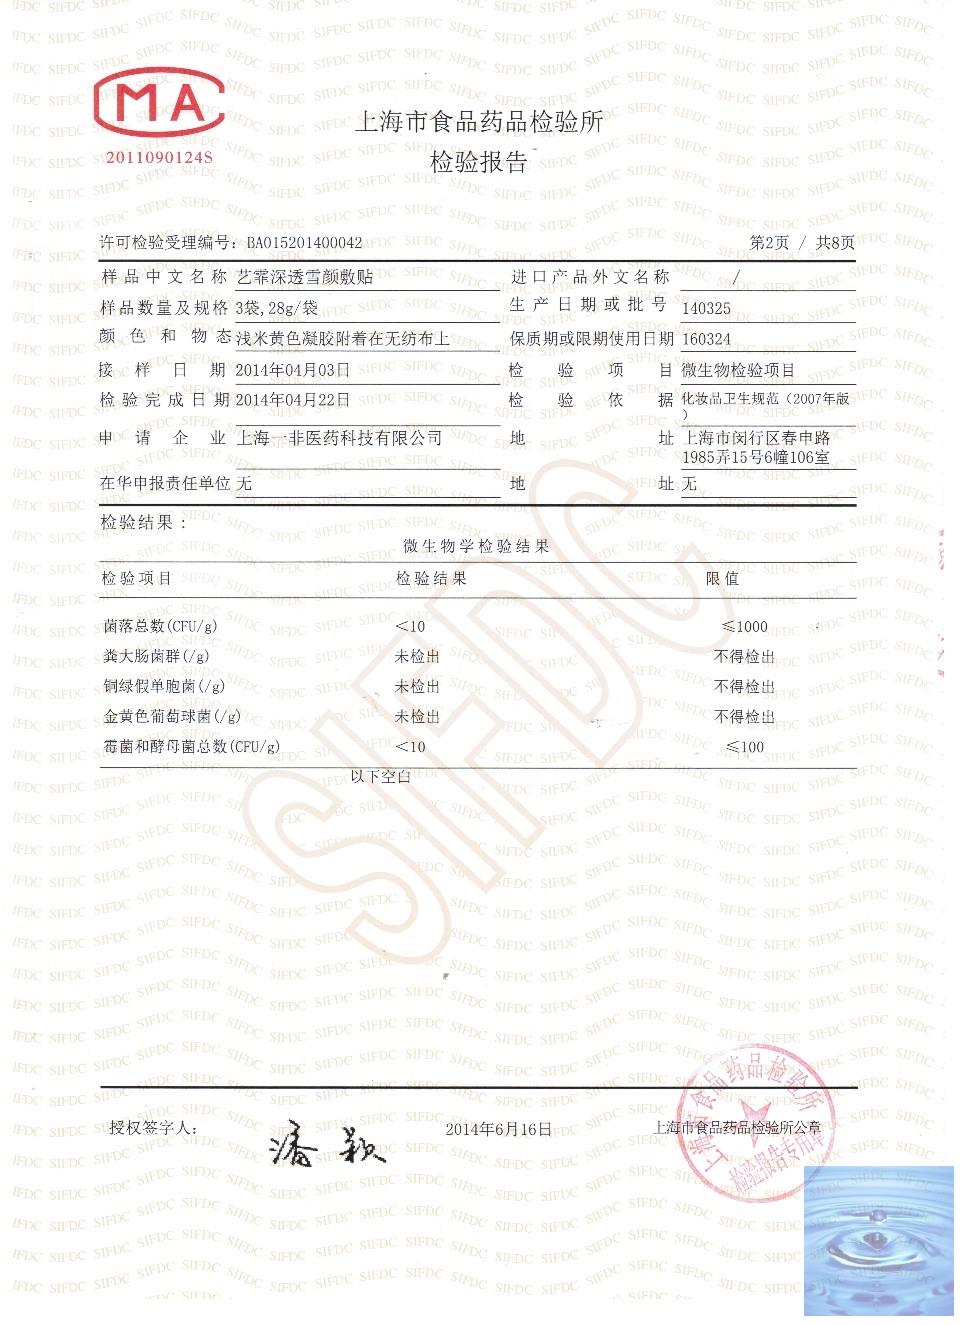 MA
2011090124S
上海市食品药品检验所
检验报告
许可检验受理编号：BA015201400042 第2页 / 共8页
样品中文名称 艺霏深透雪颜敷贴 进口产品外文名称 /
样品数量及规格 3袋,28g/袋 生产日期或批号 140325
颜色和物态 浅米黄色凝胶附着在无纺布上 保质期或限期使用日期 160324
接样日期 2014年04月03日 检验项目 微生物检验项目
检验完成日期 2014年04月22日 检验依据 化妆品卫生规范（2007年版
）
申请企业 上海一非医药科技有限公司 地址 上海市闵行区春申路
1985弄15号6幢106室
在华申报责任单位 无 地址 无
检验结果：
微生物学检验结果
检验项目 检验结果 限值
菌落总数(CFU/g) <10 ≤1000
粪大肠菌群(/g) 未检出 不得检出
铜绿假单胞菌(/g) 未检出 不得检出
金黄色葡萄球菌(/g) 未检出 不得检出
霉菌和酵母菌总数(CFU/g) <10 ≤100
以下空白
SIFDC
授权签字人： 潘颖 2014年6月16日 上海市食品药品检验所公章
上海市食品药品检验所
检验报告专用章